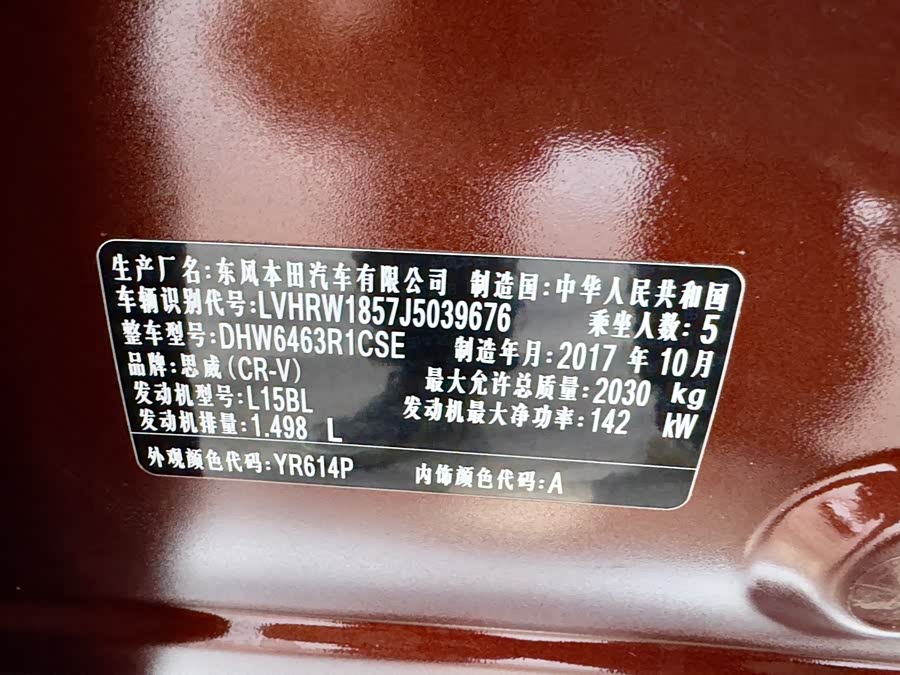 生产厂名:东风本田汽车有限公司 制造国:中华人民共和国
车辆识别代号:LVHRW1857J5039676 乘坐人数:5
整车型号:DHW6463R1CSE 制造年月:2017 年 10月
品牌:思威(CR-V) 最大允许总质量:2030 kg
发动机型号:L15BL 发动机最大净功率:142 kW
发动机排量:1.498 L
外观颜色代码:YR614P 内饰颜色代码:A